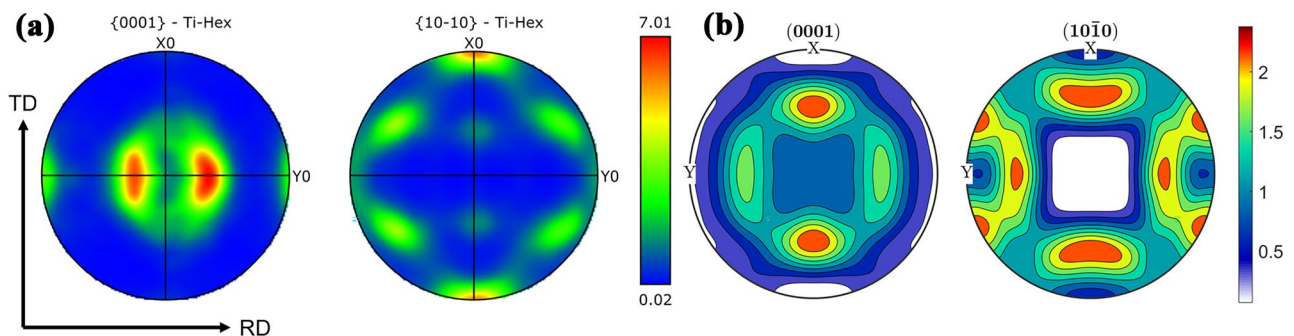 (a)
{0001} - Ti-Hex
X0
TD
Y0
RD
{10-10} - Ti-Hex
X0
Y0
7.01
0.02
(b)
(0001)
X
Y
(101̄0)
X
Y
2
1.5
1
0.5